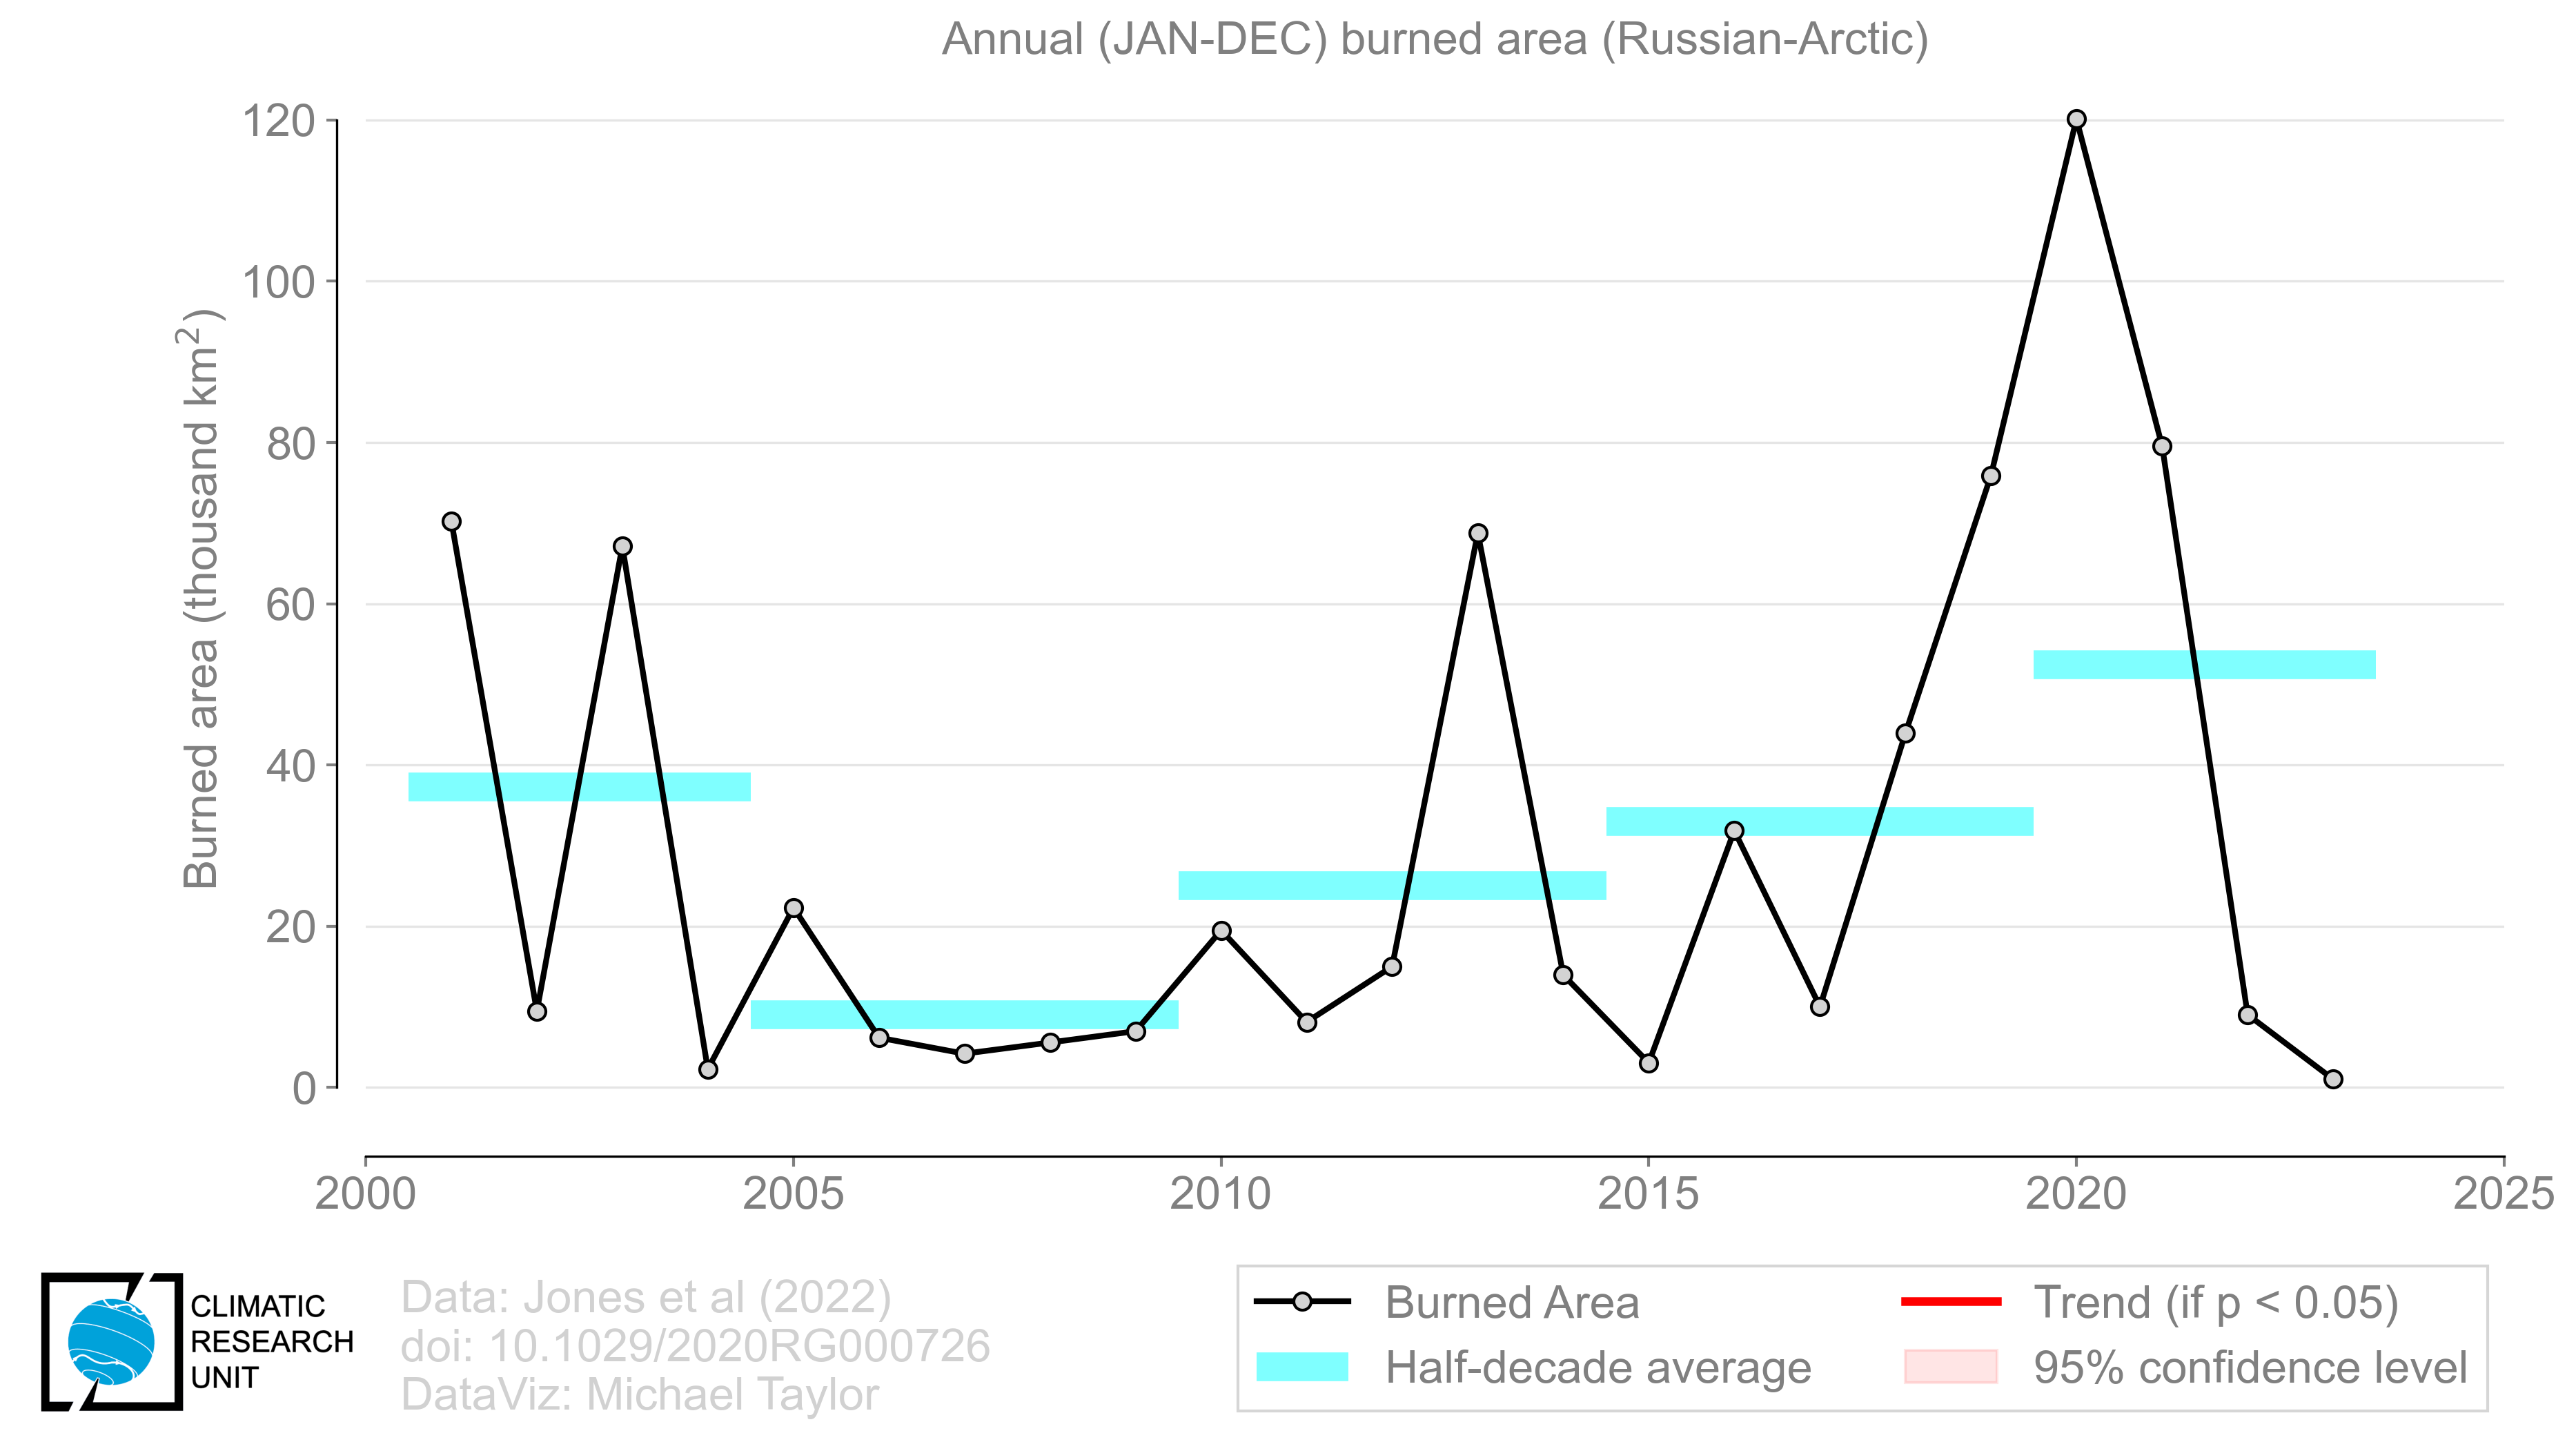 Annual (JAN-DEC) burned area (Russian-Arctic)
Burned area (thousand km²)
120
100
80
60
40
20
0
2000 2005 2010 2015 2020 2025
CLIMATIC
RESEARCH
UNIT
Data: Jones et al (2022)
doi: 10.1029/2020RG000726
DataViz: Michael Taylor
Burned Area
Half-decade average
Trend (if p < 0.05)
95% confidence level